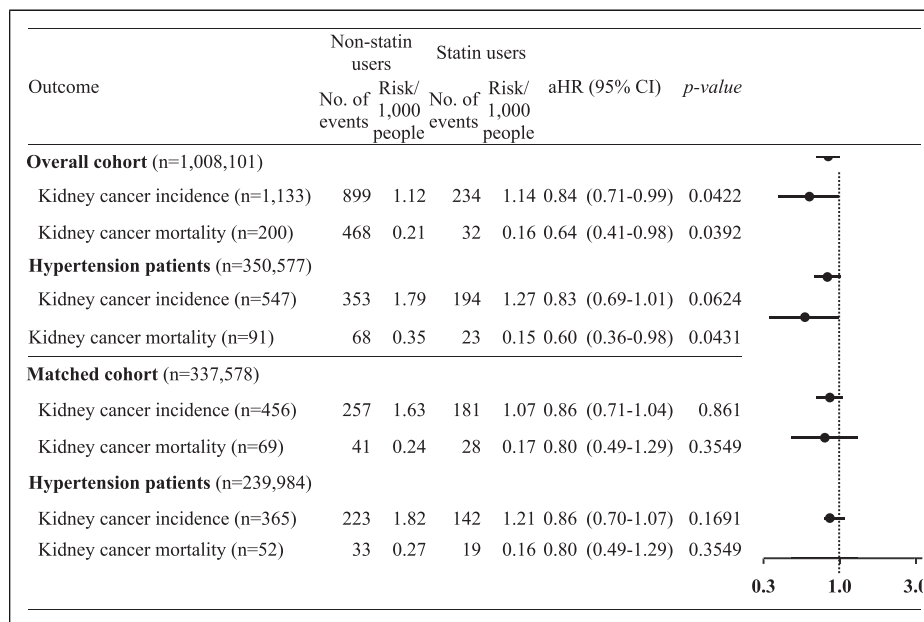 Non-statin users Statin users
Outcome No. of events Risk/ 1,000 people No. of events Risk/ 1,000 people aHR (95% CI) p-value
Overall cohort (n=1,008,101)
Kidney cancer incidence (n=1,133) 899 1.12 234 1.14 0.84 (0.71-0.99) 0.0422
Kidney cancer mortality (n=200) 468 0.21 32 0.16 0.64 (0.41-0.98) 0.0392
Hypertension patients (n=350,577)
Kidney cancer incidence (n=547) 353 1.79 194 1.27 0.83 (0.69-1.01) 0.0624
Kidney cancer mortality (n=91) 68 0.35 23 0.15 0.60 (0.36-0.98) 0.0431
Matched cohort (n=337,578)
Kidney cancer incidence (n=456) 257 1.63 181 1.07 0.86 (0.71-1.04) 0.861
Kidney cancer mortality (n=69) 41 0.24 28 0.17 0.80 (0.49-1.29) 0.3549
Hypertension patients (n=239,984)
Kidney cancer incidence (n=365) 223 1.82 142 1.21 0.86 (0.70-1.07) 0.1691
Kidney cancer mortality (n=52) 33 0.27 19 0.16 0.80 (0.49-1.29) 0.3549
0.3 1.0 3.0